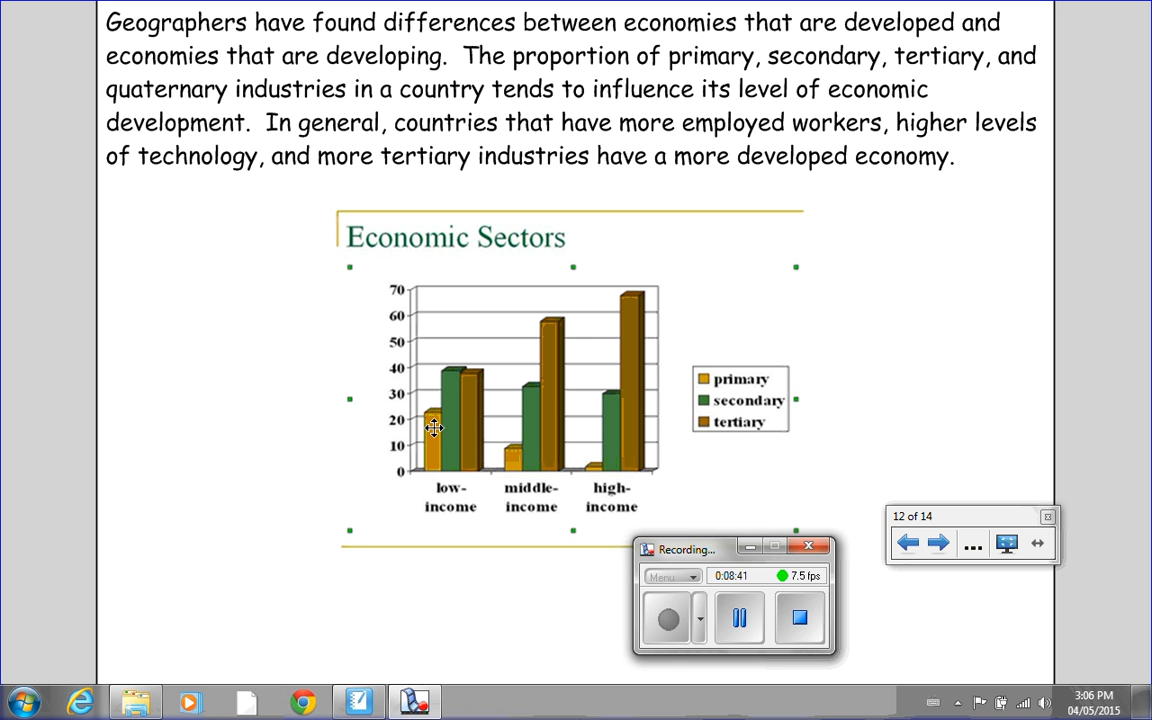 Geographers have found differences between economies that are developed and
economies that are developing. The proportion of primary, secondary, tertiary, and
quaternary industries in a country tends to influence its level of economic
development. In general, countries that have more employed workers, higher levels
of technology, and more tertiary industries have a more developed economy.
Economic Sectors
70
60
50
40
30
20
10
0
primary
secondary
tertiary
low-
income
middle-
income
high-
income
12 of 14
...
Recording...
Menu
0:08:41
7.5 fps
3:06 PM
04/05/2015